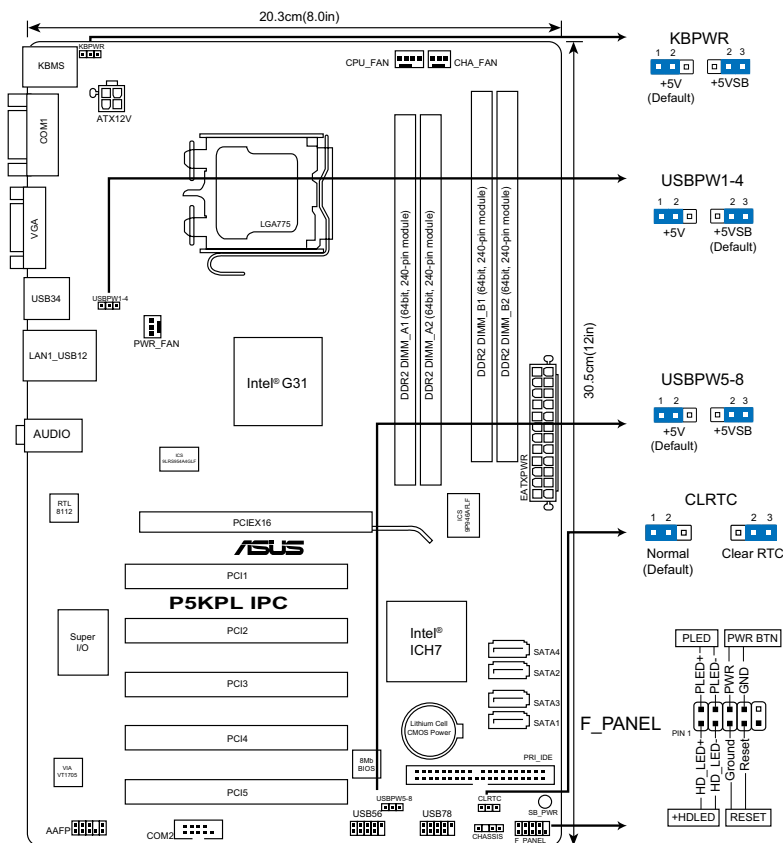 20.3cm(8.0in)
KBPWR
KBMS
CPU_FAN
CHA_FAN
KBPWR
1 2
2 3
+5V
(Default)
+5VSB
ATX12V
COM1
LGA775
DDR2 DIMM_A1 (64bit, 240-pin module)
DDR2 DIMM_A2 (64bit, 240-pin module)
DDR2 DIMM_B1 (64bit, 240-pin module)
DDR2 DIMM_B2 (64bit, 240-pin module)
30.5cm(12in)
USBPW1-4
1 2
2 3
+5V
+5VSB
(Default)
VGA
USB34
USBPW1-4
PWR_FAN
LAN1_USB12
Intel® G31
EATXPWR
USBPW5-8
1 2
2 3
+5V
(Default)
+5VSB
AUDIO
ICS
9LRS954A4GLF
RTL
8112
ICS
9P946AFLF
PCIEX16
CLRTC
1 2
2 3
Normal
(Default)
Clear RTC
ASUS
PCI1
P5KPL IPC
Super
I/O
PCI2
Intel®
ICH7
SATA4
SATA2
SATA3
SATA1
PCI3
Lithium Cell
CMOS Power
PCI4
VIA
VT1705
8Mb
BIOS
PRI_IDE
PCI5
USBPW5-8
CLRTC
SB_PWR
AAFP
COM2
USB56
USB78
CHASSIS
F_PANEL
F_PANEL
PLED
PWR BTN
PLED+
PLED-
PWR
GND
PIN 1
HD_LED+
HD_LED-
Ground
Reset
+HDLED
RESET